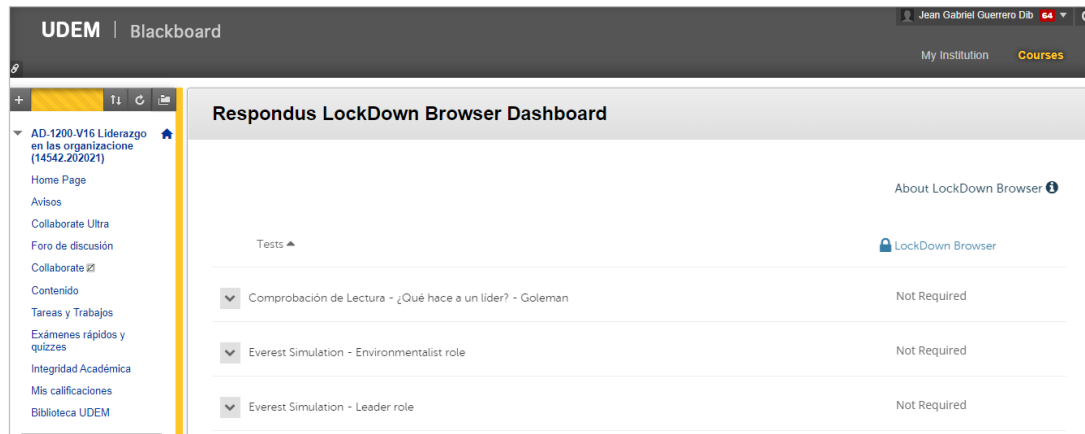 UDEM | Blackboard
Jean Gabriel Guerrero Dib 64
My Institution Courses
AD-1200-V16 Liderazgo
en las organizacione
(14542.202021)
Home Page
Avisos
Collaborate Ultra
Foro de discusión
Collaborate
Contenido
Tareas y Trabajos
Exámenes rápidos y
quizzes
Integridad Académica
Mis calificaciones
Biblioteca UDEM
Respondus LockDown Browser Dashboard
About LockDown Browser
Tests LockDown Browser
Comprobación de Lectura - ¿Qué hace a un líder? - Goleman Not Required
Everest Simulation - Environmentalist role Not Required
Everest Simulation - Leader role Not Required